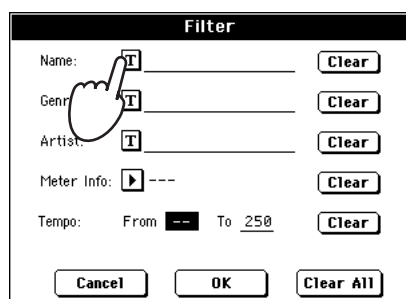 Filter
Name: T Clear
Genr T Clear
Artist: T Clear
Meter Info: --- Clear
Tempo: From -- To 250 Clear
Cancel OK Clear All